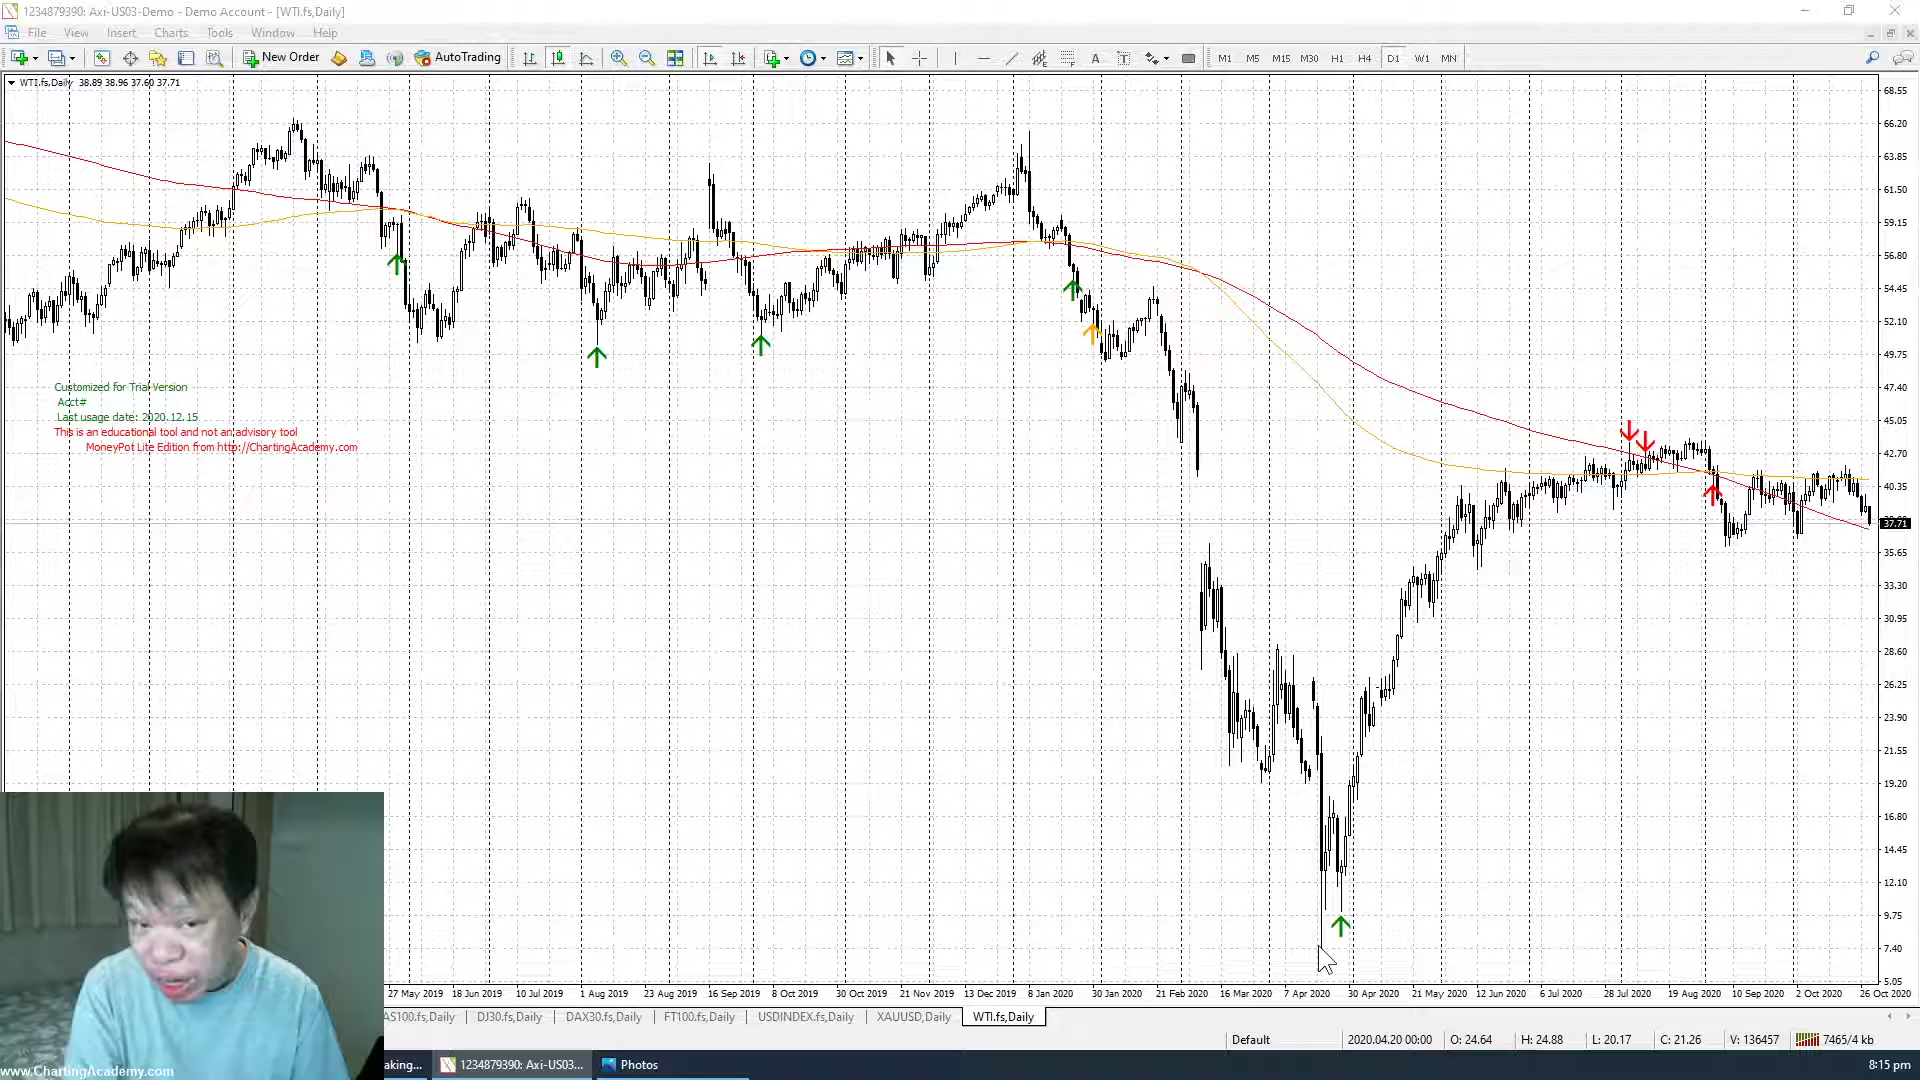 1234879390: Axi-US03-Demo - Demo Account - [WTI.fs,Daily]
File View Insert Charts Tools Window Help
New Order AutoTrading A T M1 M5 M15 M30 H1 H4 D1 W1 MN
WTI.fs,Daily 38.89 38.96 37.60 37.71
68.55
66.20
63.85
61.50
59.15
56.80
54.45
52.10
49.75
47.40
45.05
42.70
40.35
37.71
35.65
33.30
30.95
28.60
26.25
23.90
21.55
19.20
16.80
14.45
12.10
9.75
7.40
5.05
Customized for Trial Version
Acct#
Last usage date: 2020.12.15
This is an educational tool and not an advisory tool
MoneyPot Lite Edition from http://ChartingAcademy.com
27 May 2019 18 Jun 2019 10 Jul 2019 1 Aug 2019 23 Aug 2019 16 Sep 2019 8 Oct 2019 30 Oct 2019 21 Nov 2019 13 Dec 2019 8 Jan 2020 30 Jan 2020 21 Feb 2020 16 Mar 2020 7 Apr 2020 30 Apr 2020 21 May 2020 12 Jun 2020 6 Jul 2020 28 Jul 2020 19 Aug 2020 10 Sep 2020 2 Oct 2020 26 Oct 2020
AS100.fs,Daily DJ30.fs,Daily DAX30.fs,Daily FT100.fs,Daily USDINDEX.fs,Daily XAUUSD,Daily WTI.fs,Daily
Default 2020.04.20 00:00 O: 24.64 H: 24.88 L: 20.17 C: 21.26 V: 136457 7465/4 kb
aking... 1234879390: Axi-US03... Photos 8:15 pm
www.ChartingAcademy.com